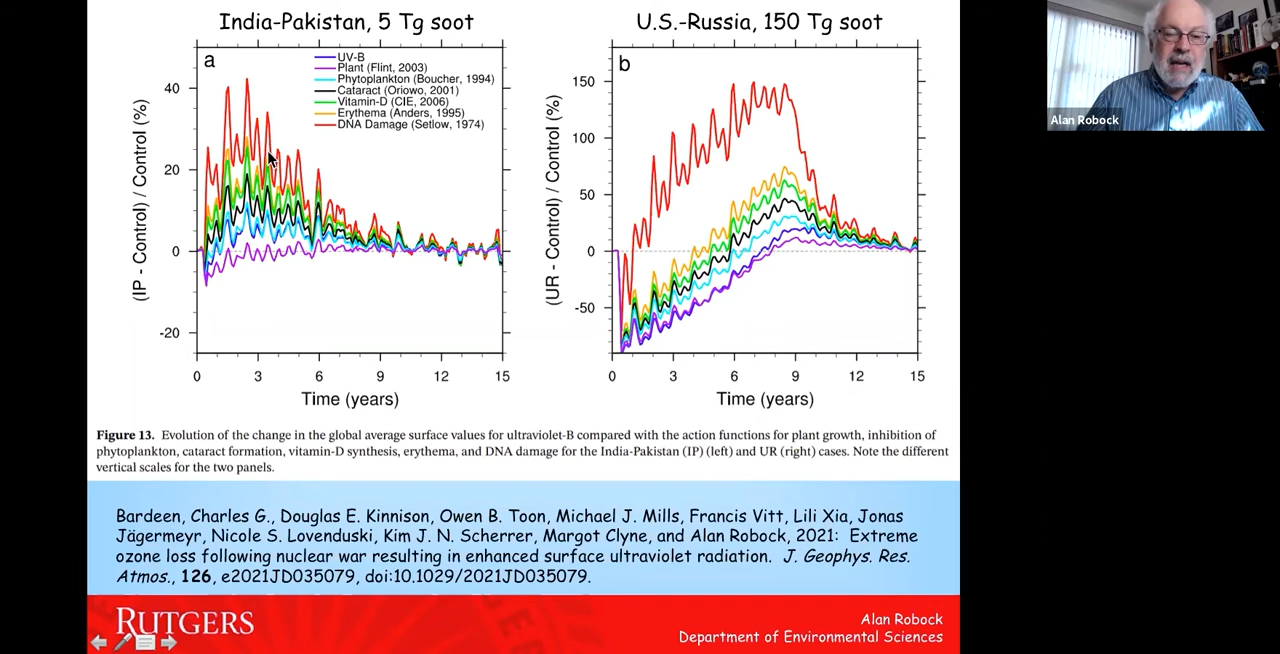 India-Pakistan, 5 Tg soot
U.S.-Russia, 150 Tg soot
a
UV-B
Plant (Flint, 2003)
Phytoplankton (Boucher, 1994)
Cataract (Oriowo, 2001)
Vitamin-D (CIE, 2006)
Erythema (Anders, 1995)
DNA Damage (Setlow, 1974)
(IP - Control) / Control (%)
40
20
0
-20
0 3 6 9 12 15
Time (years)
b
(UR - Control) / Control (%)
150
100
50
0
-50
0 3 6 9 12 15
Time (years)
Alan Robock
Figure 13. Evolution of the change in the global average surface values for ultraviolet-B compared with the action functions for plant growth, inhibition of
phytoplankton, cataract formation, vitamin-D synthesis, erythema, and DNA damage for the India-Pakistan (IP) (left) and UR (right) cases. Note the different
vertical scales for the two panels.
Bardeen, Charles G., Douglas E. Kinnison, Owen B. Toon, Michael J. Mills, Francis Vitt, Lili Xia, Jonas
Jägermeyr, Nicole S. Lovenduski, Kim J. N. Scherrer, Margot Clyne, and Alan Robock, 2021: Extreme
ozone loss following nuclear war resulting in enhanced surface ultraviolet radiation. J. Geophys. Res.
Atmos., 126, e2021JD035079, doi:10.1029/2021JD035079.
RUTGERS
Alan Robock
Department of Environmental Sciences